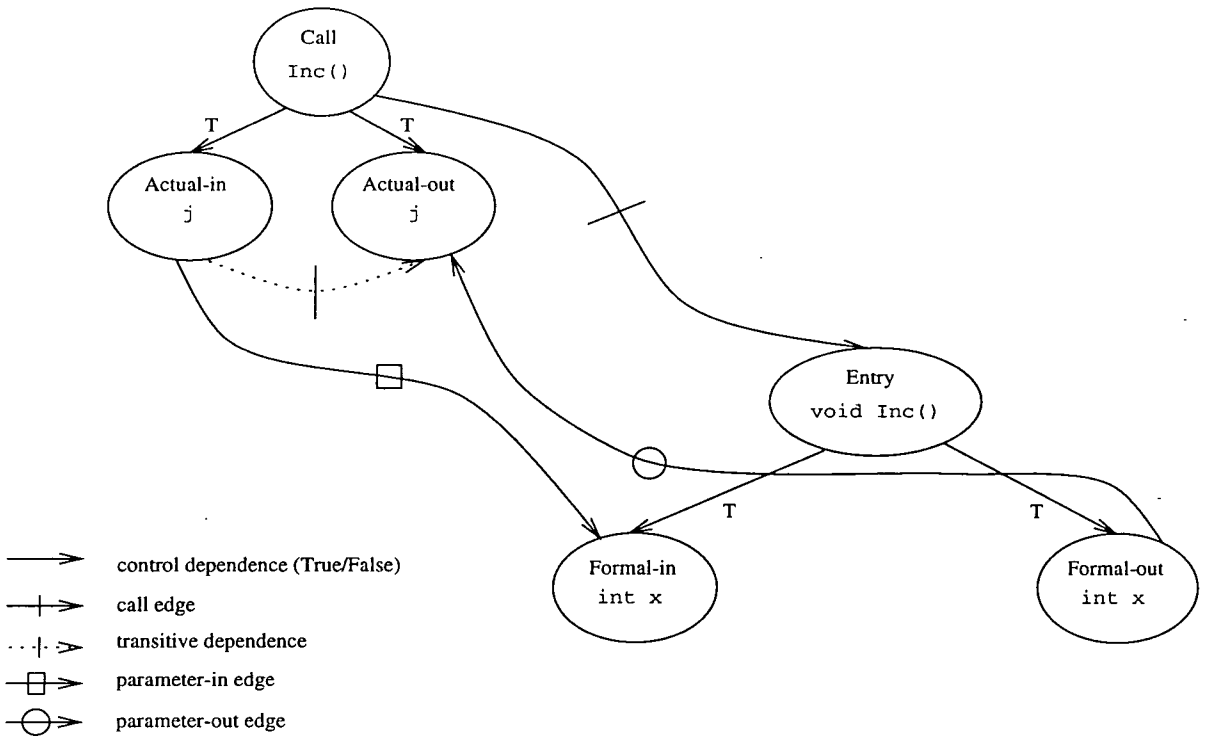 Call
Inc()
T
T
Actual-in
j
Actual-out
j
Entry
void Inc()
T
T
Formal-in
int x
Formal-out
int x
control dependence (True/False)
call edge
transitive dependence
parameter-in edge
parameter-out edge